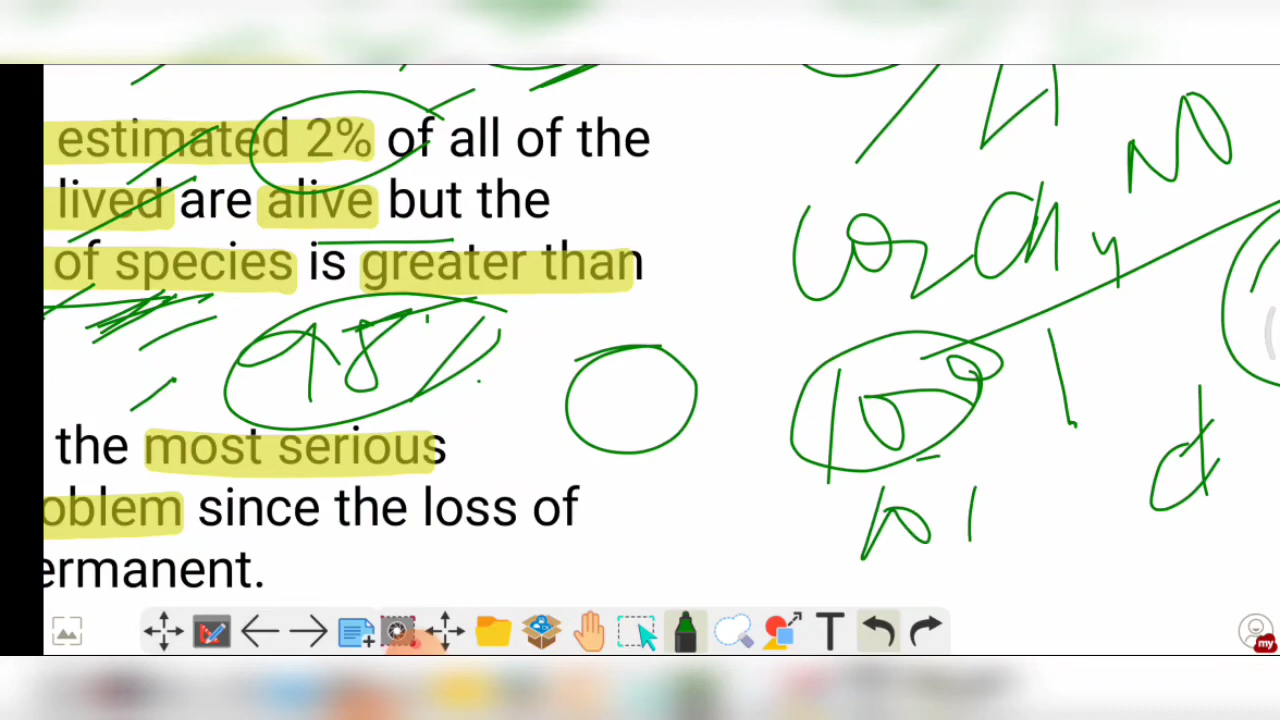 estimated 2% of all of the
lived are alive but the
of species is greater than
98%
the most serious
oblem since the loss of
ermanent.
my